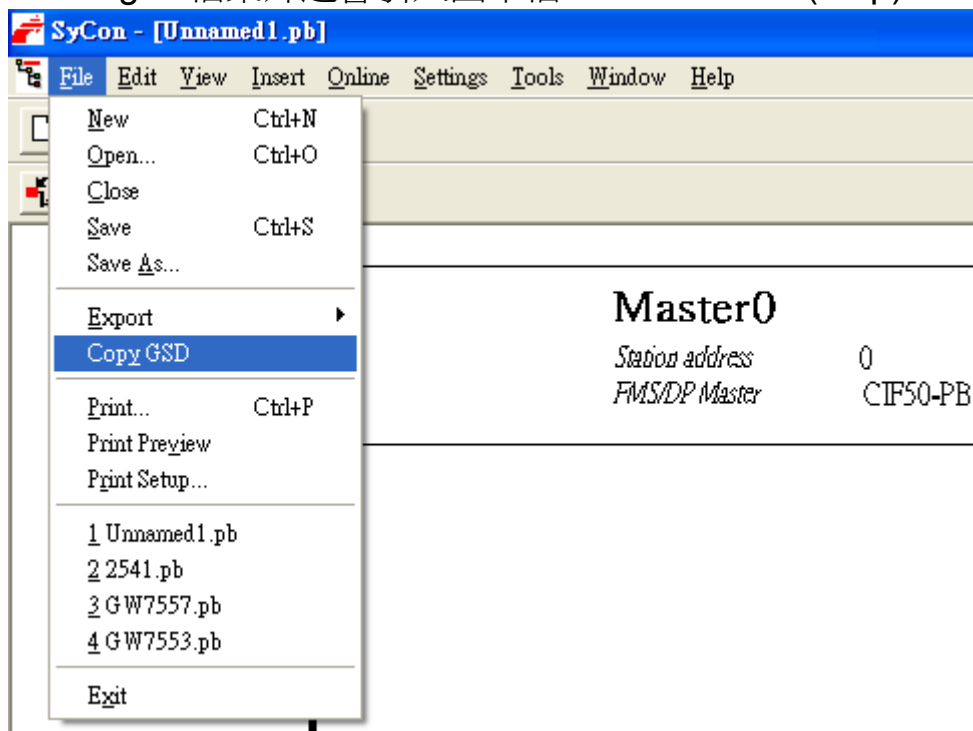 SyCon - [Unnamed1.pb]
File Edit View Insert Online Settings Tools Window Help
New Ctrl+N
Open... Ctrl+O
Close
Save Ctrl+S
Save As...
Export
Copy GSD
Print... Ctrl+P
Print Preview
Print Setup...
1 Unnamed1.pb
2 2541.pb
3 GW7557.pb
4 GW7553.pb
Exit
Master0
Station address 0
FMS/DP Master CIF50-PB